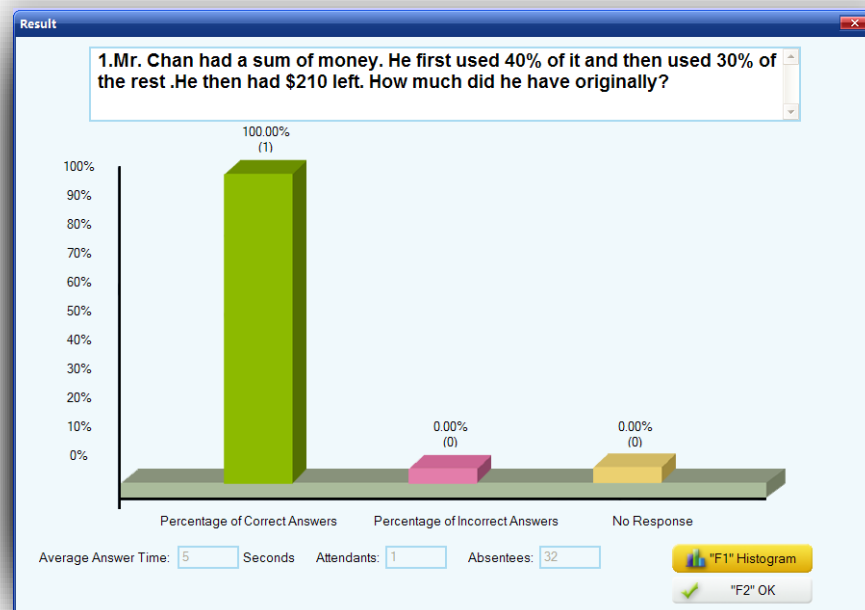 Result
1.Mr. Chan had a sum of money. He first used 40% of it and then used 30% of
the rest .He then had $210 left. How much did he have originally?
100.00%
(1)
100%
90%
80%
70%
60%
50%
40%
30%
20%
10%
0%
0.00%
(0)
0.00%
(0)
Percentage of Correct Answers Percentage of Incorrect Answers No Response
Average Answer Time: 5 Seconds Attendants: 1 Absentees: 32
"F1" Histogram
"F2" OK